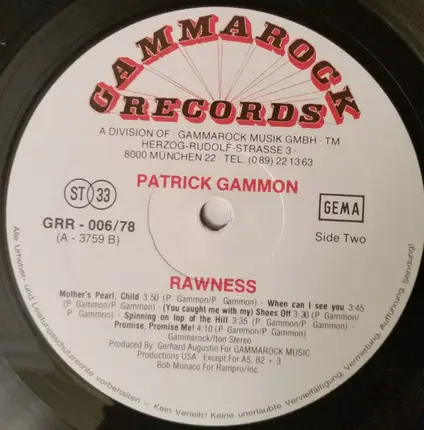 GAMMAROCK
RECORDS
A DIVISION OF · GAMMAROCK MUSIK GMBH · TM
HERZOG-RUDOLF-STRASSE 3 ·
8000 MÜNCHEN 22 · TEL. (0 89) 22 13 63
PATRICK GAMMON
ST 33
GEMA
GRR - 006/78
(A - 3759 B)
Side Two
RAWNESS
Mother's Pearl, Child 3:50 (P Gammon/P Gammon) · When can I see you 3:45
(P Gammon/P Gammon) · (You caught me with my) Shoes Off 3:30 (P Gammon/
P Gammon) · Spinning on top of the Hill 3:35 (P Gammon/P Gammon) ·
Promise, Promise Me! 4:10 (P Gammon/P Gammon)
Gammarock/Iton Stereo
Produced By: Gerhard Augustin For GAMMAROCK MUSIC
Productions USA · Except For A5, B2 + 3
Bob Monaco For Rampro/Inc.
Alle Urheber- und Leistungsschutzrechte vorbehalten – Kein Verleih! Keine unerlaubte Vervielfältigung, Vermietung, Aufführung, Sendung!